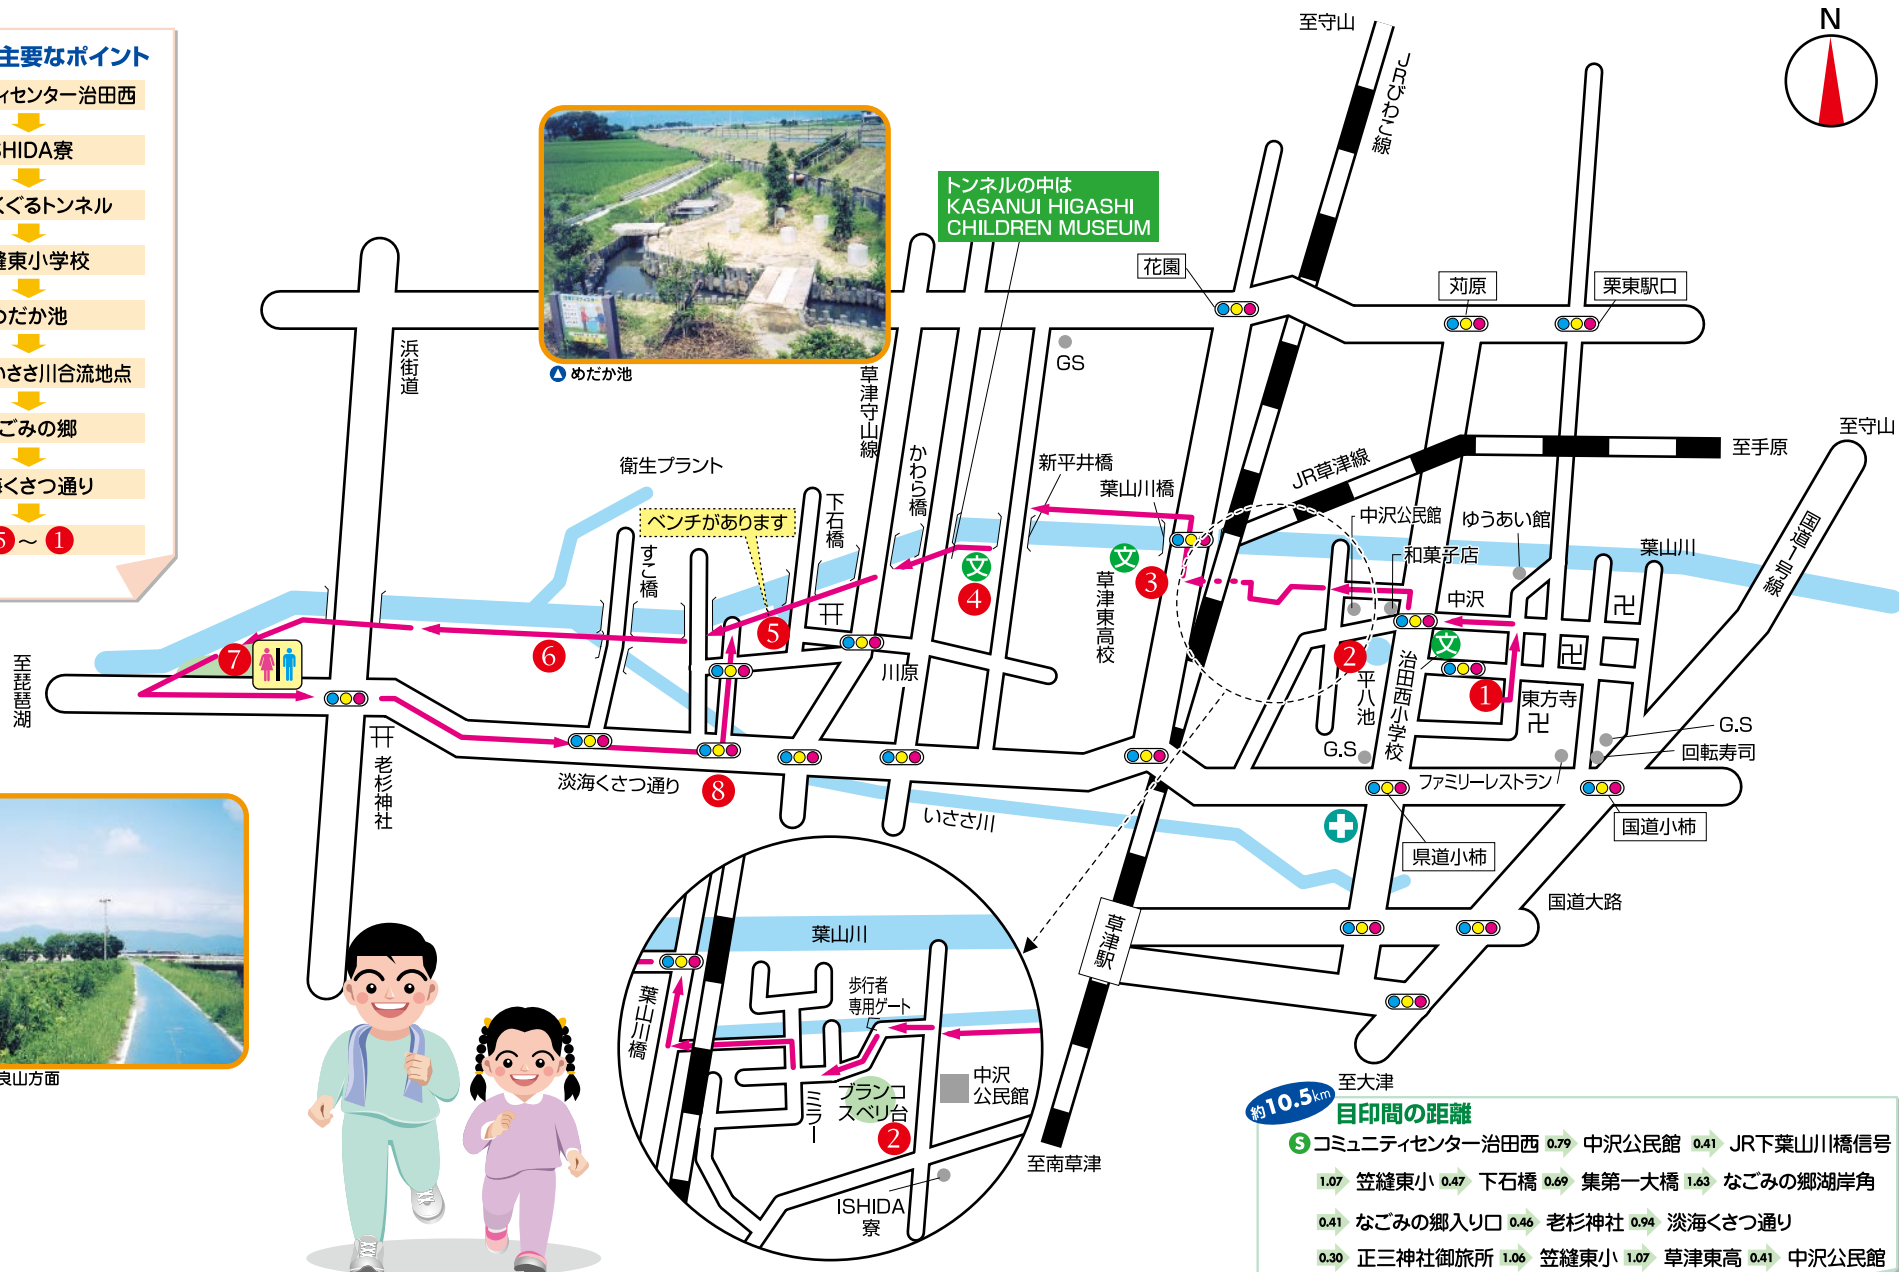 主要なポイント
ィセンター治田西
SHIDA寮
くぐるトンネル
東小学校
だか池
いささ川合流地点
ごみの郷
くさつ通り
5～1
N
至守山
JRびわこ線
トンネルの中は
KASANUI HIGASHI
CHILDREN MUSEUM
花園
苅原
栗東駅口
めだか池
浜街道
草津守山線
GS
至守山
至手原
国道1号線
衛生プラント
ベンチがあります
下石橋
かわら橋
新平井橋
葉山川橋
JR草津線
中沢公民館
ゆうあい館
和菓子店
葉山川
中沢
すこ橋
文
文
文
草津東高校
治田西小学校
東方寺
平八池
川原
1
2
3
4
5
6
7
8
至琵琶湖
老杉神社
淡海くさつ通り
いささ川
G.S
G.S
回転寿司
ファミリーレストラン
国道小柿
県道小柿
国道大路
草津駅
至大津
至南草津
葉山川
葉山川橋
歩行者
専用ゲート
ミラー
ブランコ
スベリ台
2
中沢
公民館
ISHIDA
寮
良山方面
約10.5km
目印間の距離
S コミュニティセンター治田西 0.79 中沢公民館 0.41 JR下葉山川橋信号
1.07 笠縫東小 0.47 下石橋 0.69 集第一大橋 1.63 なごみの郷湖岸角
0.41 なごみの郷入り口 0.46 老杉神社 0.94 淡海くさつ通り
0.30 正三神社御旅所 1.06 笠縫東小 1.07 草津東高 0.41 中沢公民館